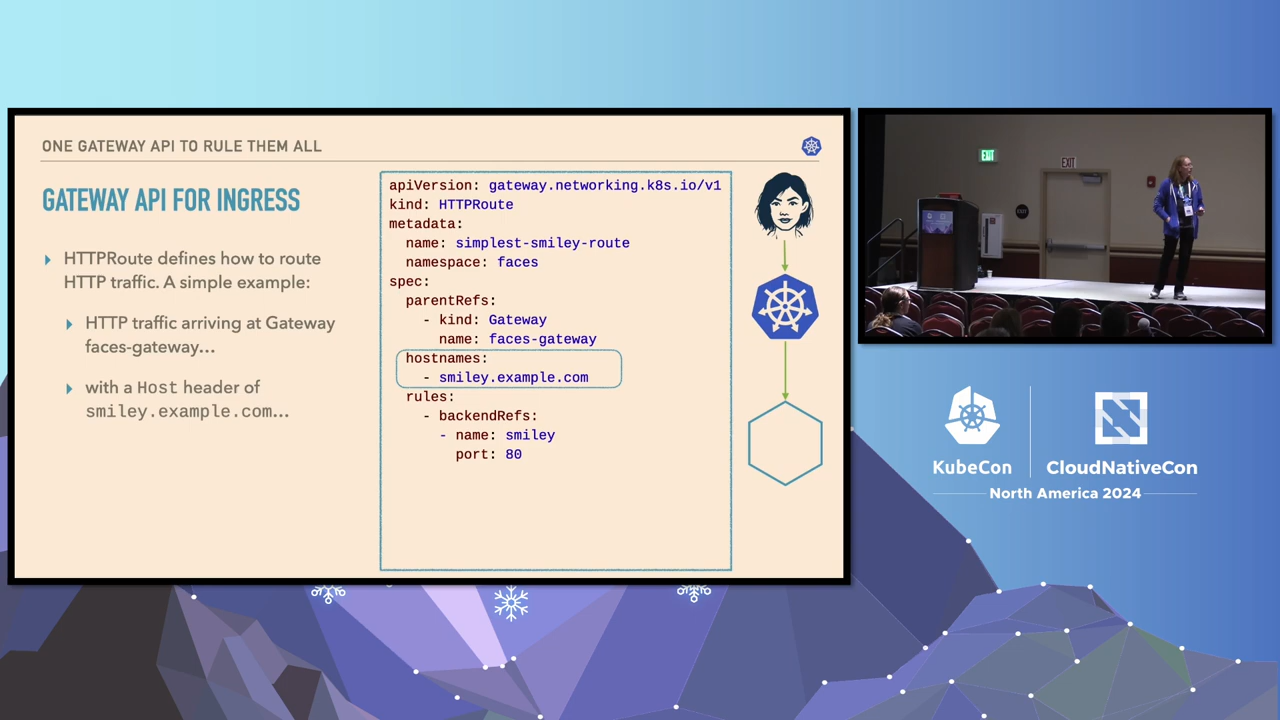 ONE GATEWAY API TO RULE THEM ALL
GATEWAY API FOR INGRESS
HTTPRoute defines how to route
HTTP traffic. A simple example:
HTTP traffic arriving at Gateway
faces-gateway...
with a Host header of
smiley.example.com...
apiVersion: gateway.networking.k8s.io/v1
kind: HTTPRoute
metadata:
  name: simplest-smiley-route
  namespace: faces
spec:
  parentRefs:
    - kind: Gateway
      name: faces-gateway
  hostnames:
    - smiley.example.com
  rules:
    - backendRefs:
      - name: smiley
        port: 80
EXIT
EXIT
EXIT
KubeCon
CloudNativeCon
North America 2024